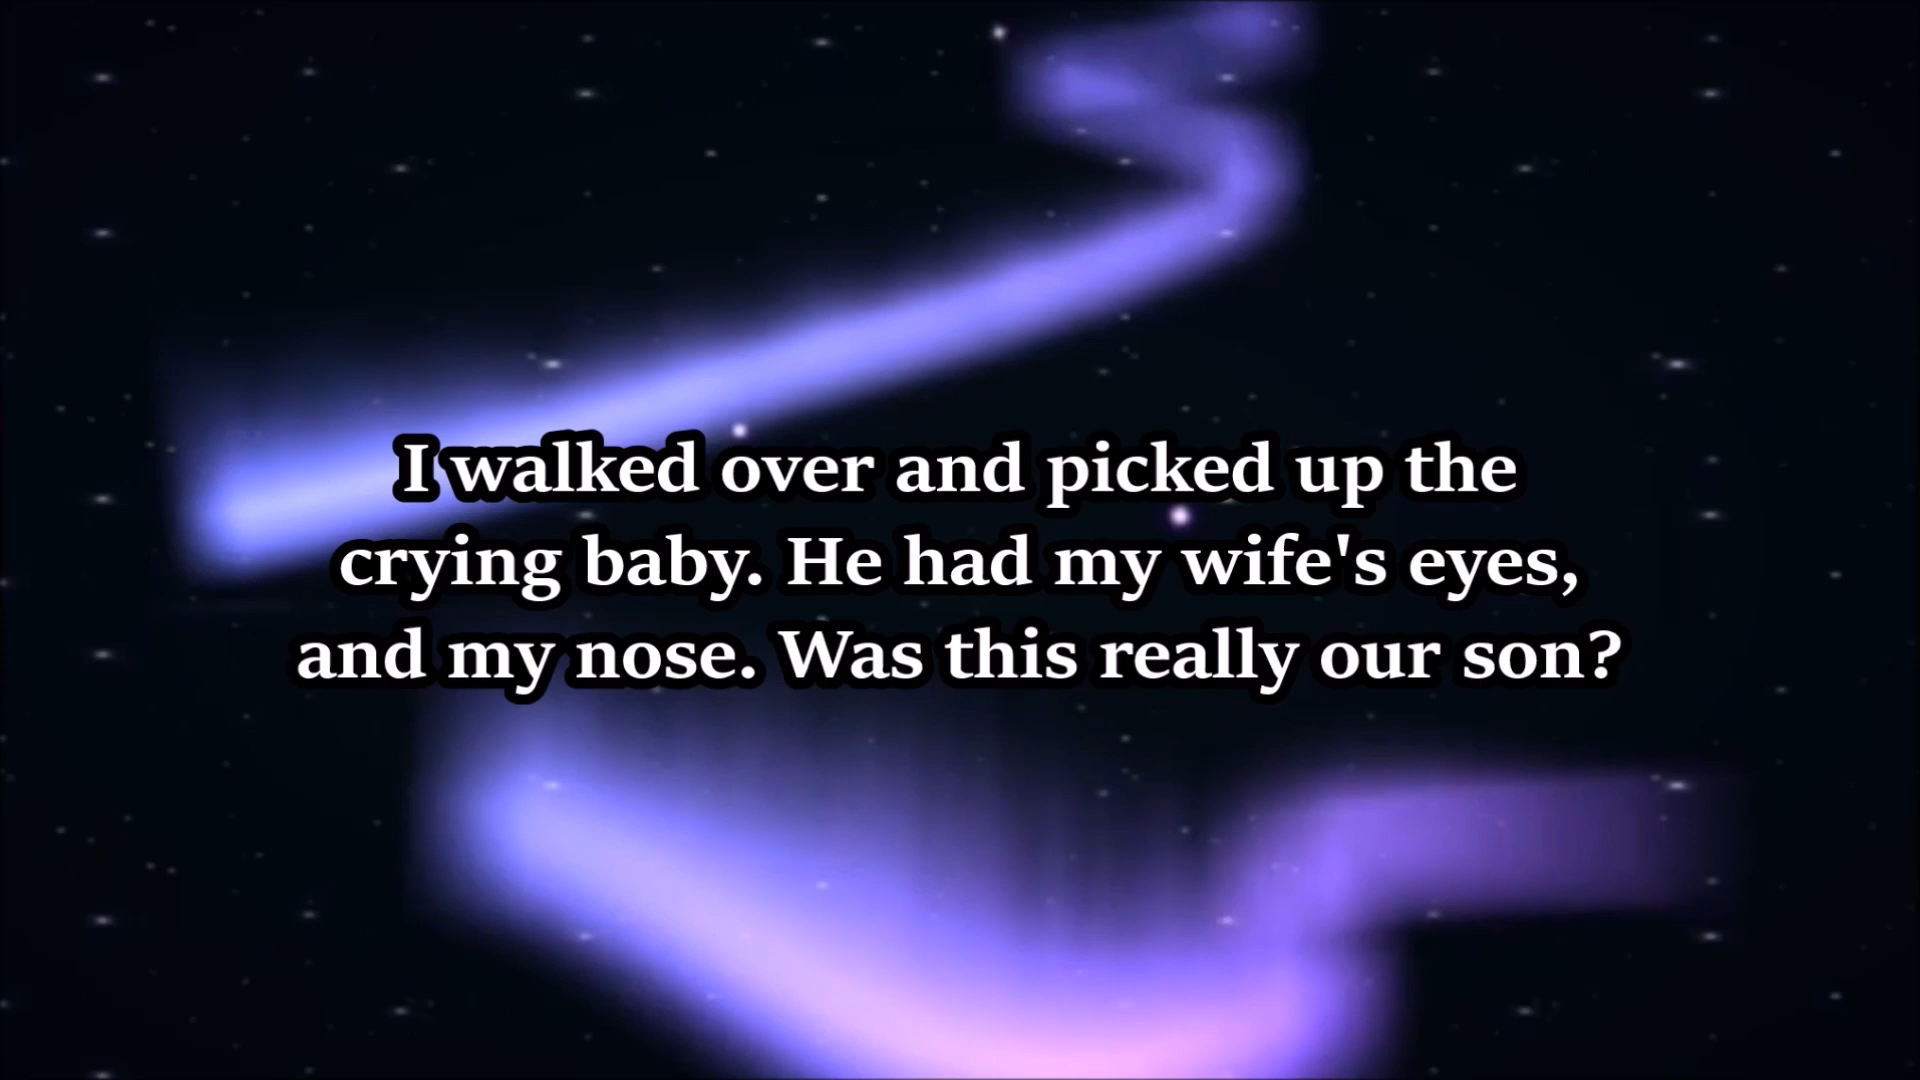 I walked over and picked up the
crying baby. He had my wife's eyes,
and my nose. Was this really our son?